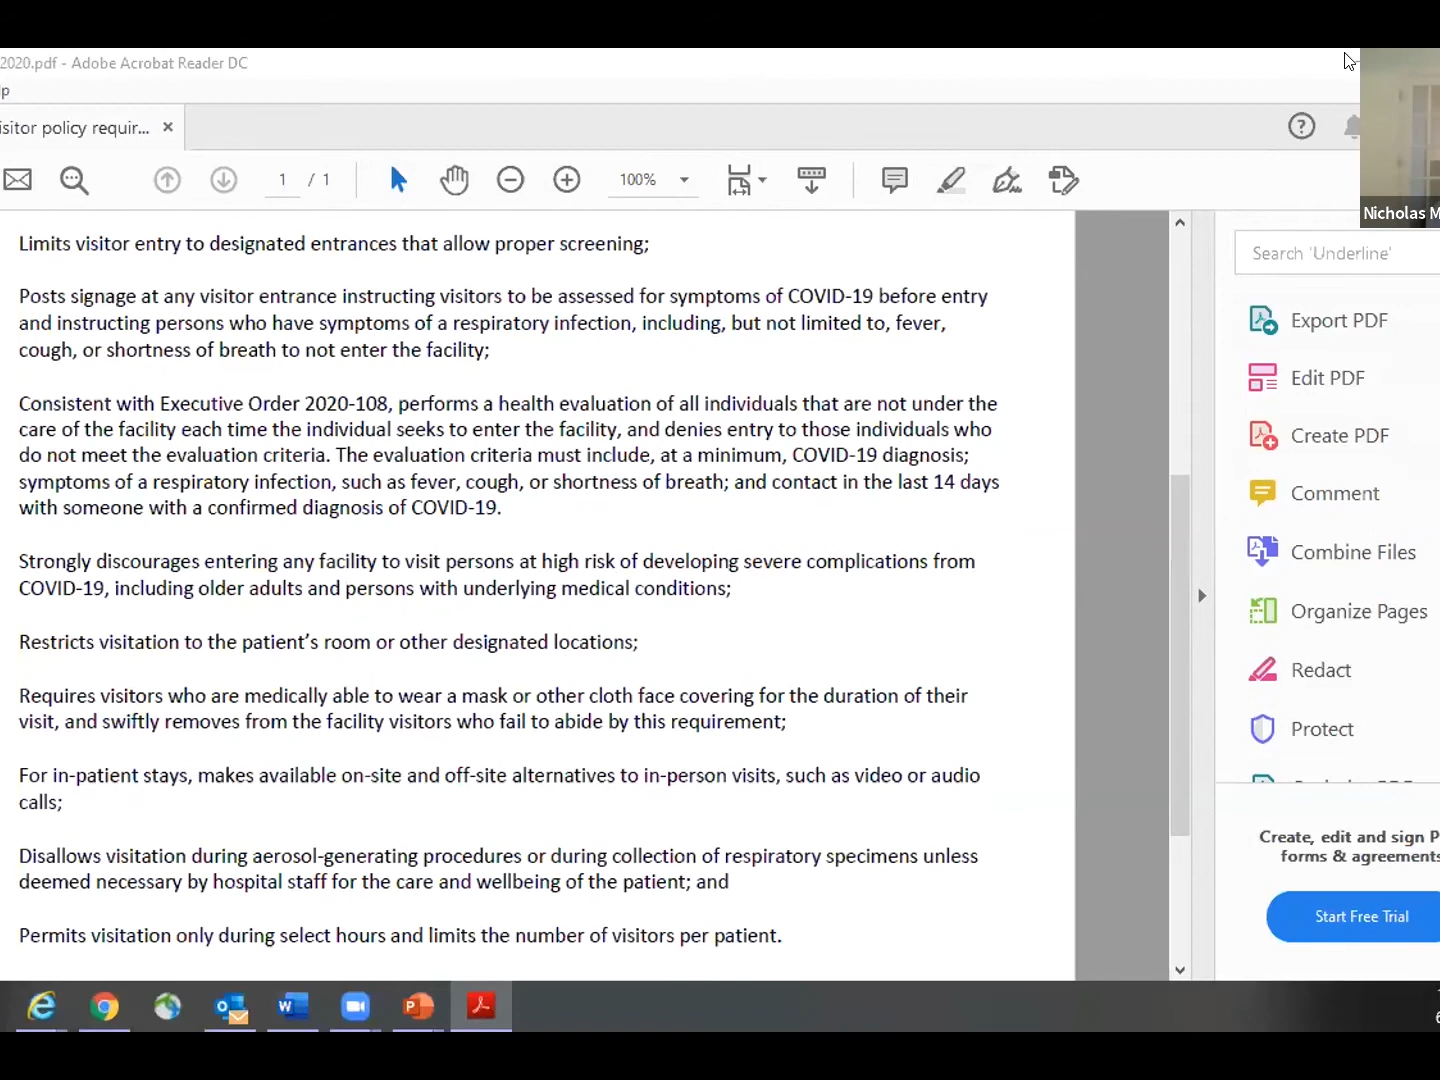 2020.pdf - Adobe Acrobat Reader DC
lp
isitor policy requir...
1 / 1
100%
Nicholas M
Limits visitor entry to designated entrances that allow proper screening;
Posts signage at any visitor entrance instructing visitors to be assessed for symptoms of COVID-19 before entry
and instructing persons who have symptoms of a respiratory infection, including, but not limited to, fever,
cough, or shortness of breath to not enter the facility;
Consistent with Executive Order 2020-108, performs a health evaluation of all individuals that are not under the
care of the facility each time the individual seeks to enter the facility, and denies entry to those individuals who
do not meet the evaluation criteria. The evaluation criteria must include, at a minimum, COVID-19 diagnosis;
symptoms of a respiratory infection, such as fever, cough, or shortness of breath; and contact in the last 14 days
with someone with a confirmed diagnosis of COVID-19.
Strongly discourages entering any facility to visit persons at high risk of developing severe complications from
COVID-19, including older adults and persons with underlying medical conditions;
Restricts visitation to the patient's room or other designated locations;
Requires visitors who are medically able to wear a mask or other cloth face covering for the duration of their
visit, and swiftly removes from the facility visitors who fail to abide by this requirement;
For in-patient stays, makes available on-site and off-site alternatives to in-person visits, such as video or audio
calls;
Disallows visitation during aerosol-generating procedures or during collection of respiratory specimens unless
deemed necessary by hospital staff for the care and wellbeing of the patient; and
Permits visitation only during select hours and limits the number of visitors per patient.
Search 'Underline'
Export PDF
Edit PDF
Create PDF
Comment
Combine Files
Organize Pages
Redact
Protect
Create, edit and sign P
forms & agreements
Start Free Trial